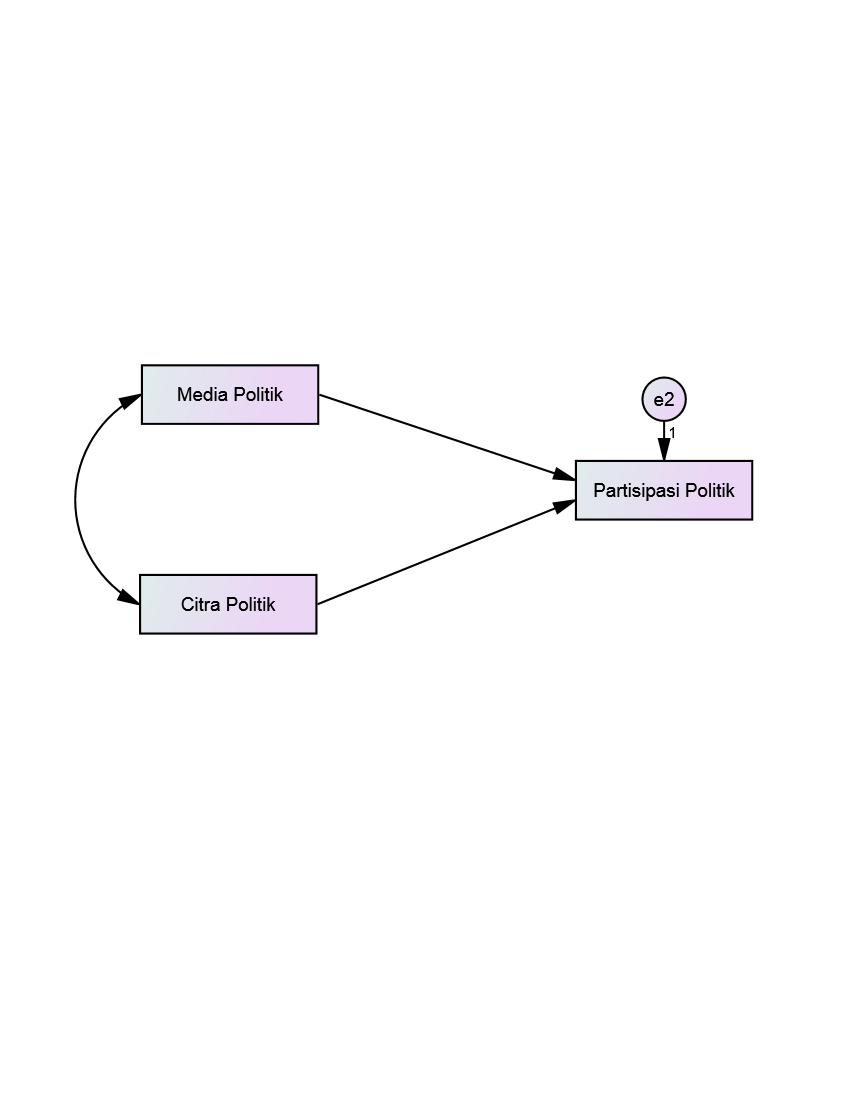 Media Politik
e2
1
Partisipasi Politik
Citra Politik